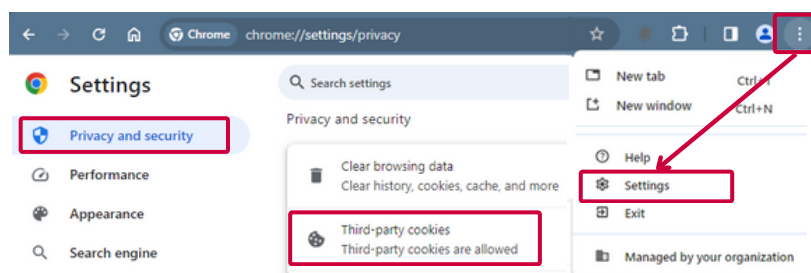 Chrome chrome://settings/privacy
Settings
Privacy and security
Performance
Appearance
Search engine
Search settings
Privacy and security
Clear browsing data
Clear history, cookies, cache, and more
Third-party cookies
Third-party cookies are allowed
New tab
New window Ctrl+N
Help
Settings
Exit
Managed by your organization